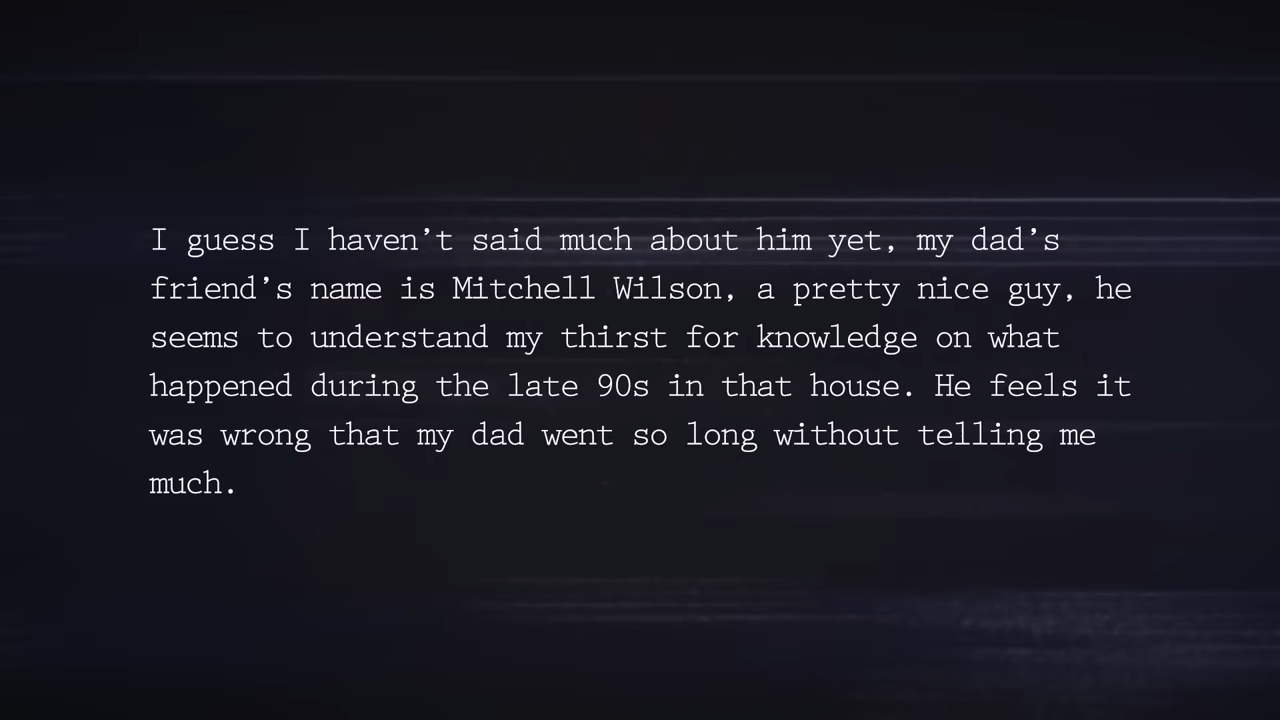 I guess I haven’t said much about him yet, my dad’s
friend’s name is Mitchell Wilson, a pretty nice guy, he
seems to understand my thirst for knowledge on what
happened during the late 90s in that house. He feels it
was wrong that my dad went so long without telling me
much.